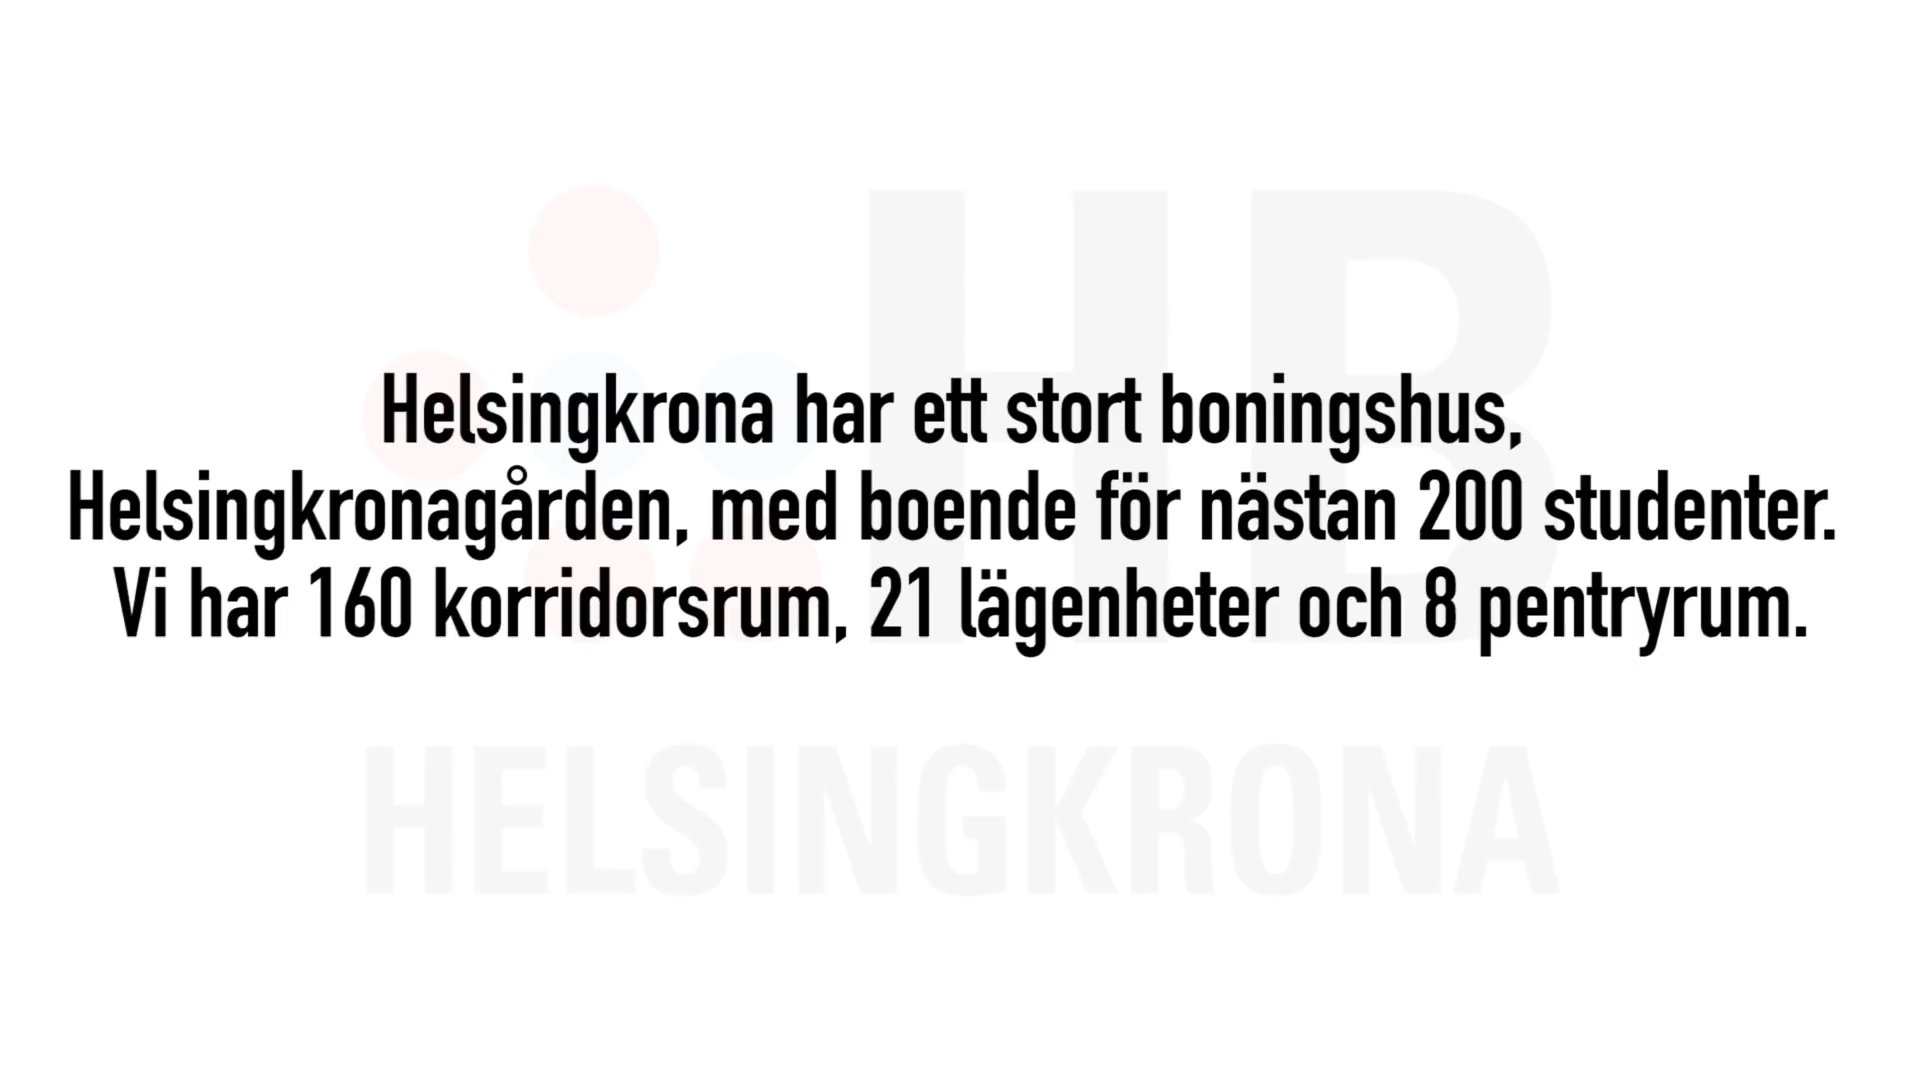 HB
Helsingkrona har ett stort boningshus,
Helsingkronagården, med boende för nästan 200 studenter.
Vi har 160 korridorsrum, 21 lägenheter och 8 pentryrum.
HELSINGKRONA